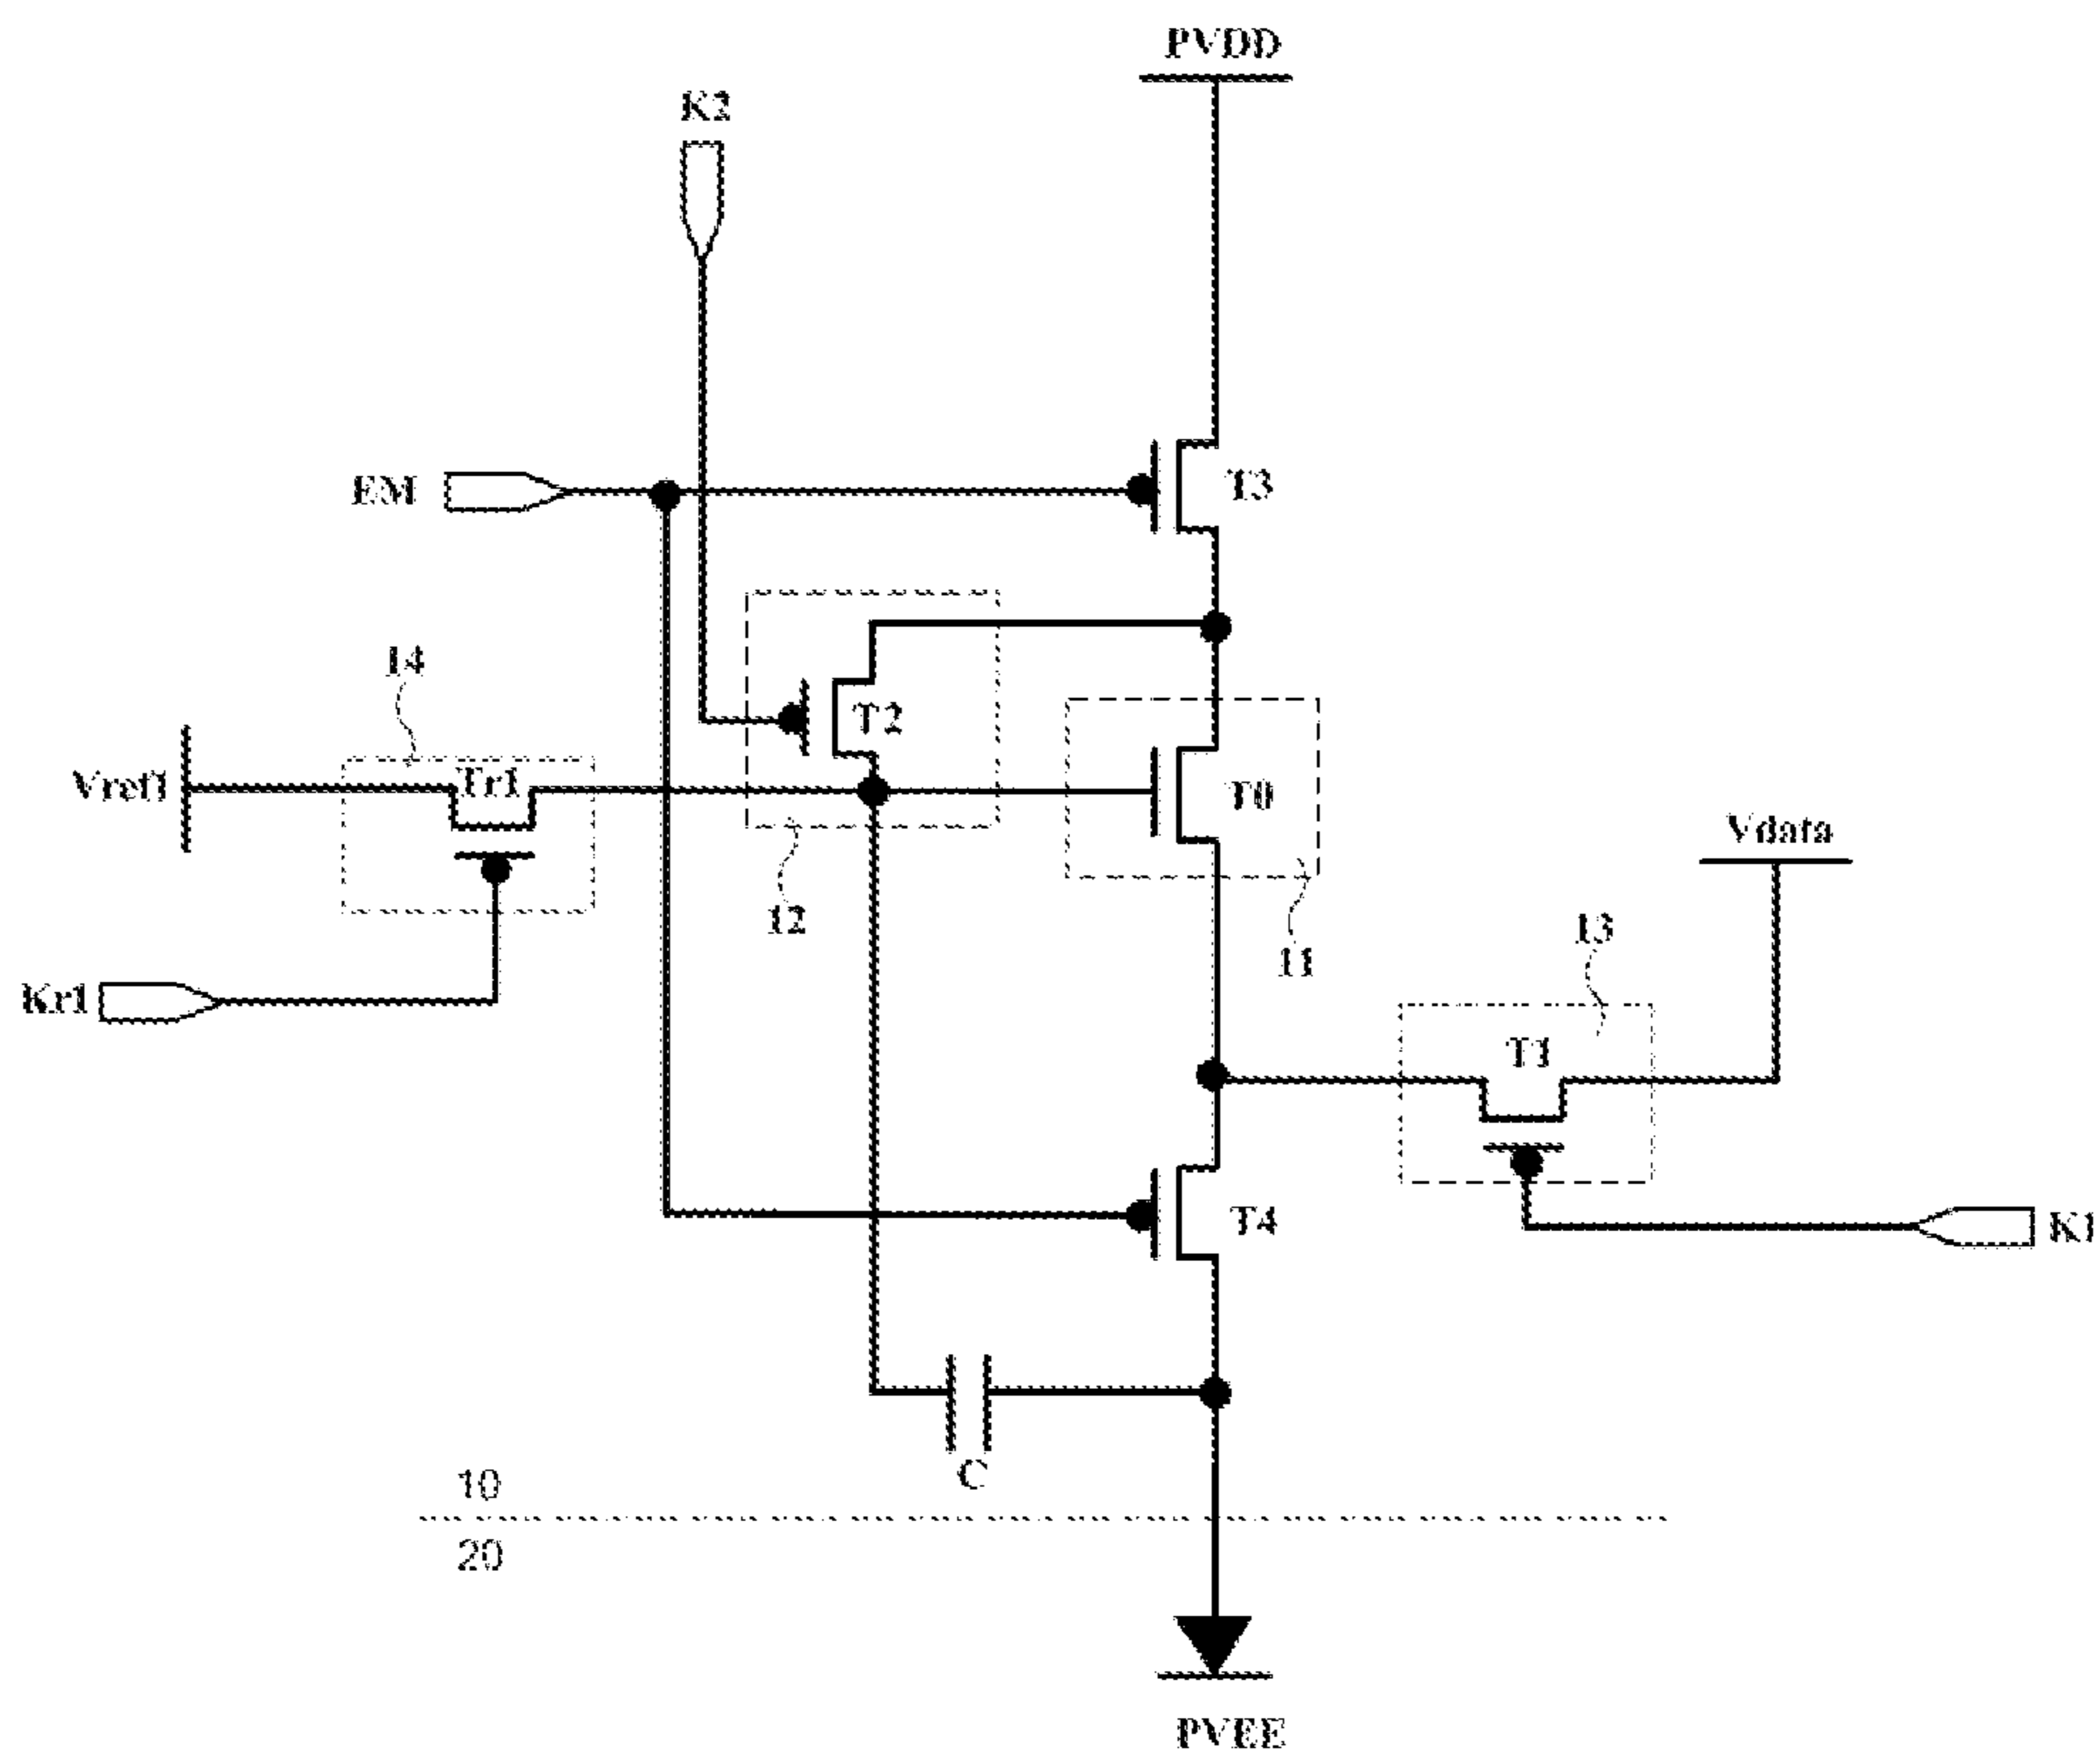 PVDD
K2
EM
T3
14
T2
Vref1
Tr1
T0
Vdata
12
11
13
Kr1
T1
T4
K1
C
10
20
PVEE